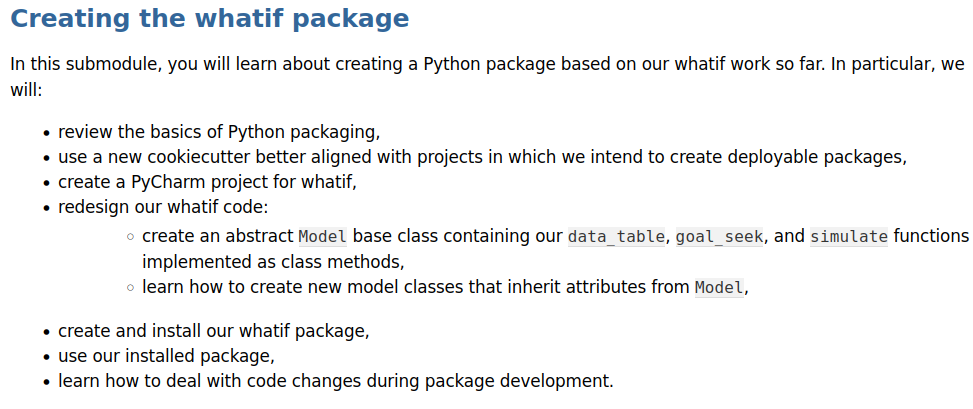 Creating the whatif package
In this submodule, you will learn about creating a Python package based on our whatif work so far. In particular, we
will:
• review the basics of Python packaging,
• use a new cookiecutter better aligned with projects in which we intend to create deployable packages,
• create a PyCharm project for whatif,
• redesign our whatif code:
◦ create an abstract Model base class containing our data_table, goal_seek, and simulate functions
implemented as class methods,
◦ learn how to create new model classes that inherit attributes from Model,
• create and install our whatif package,
• use our installed package,
• learn how to deal with code changes during package development.